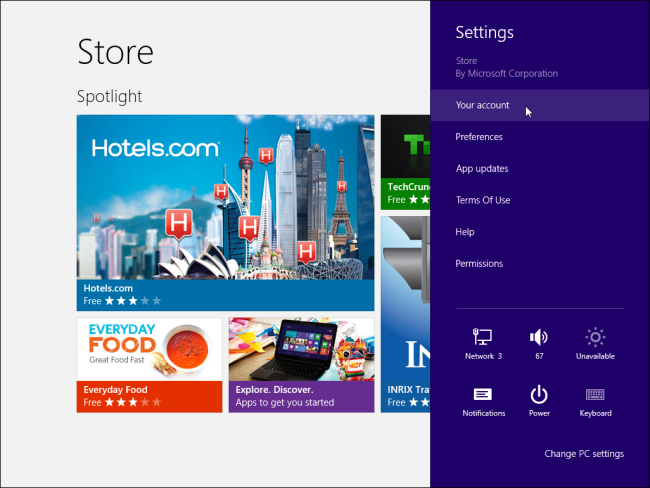 Store
Spotlight
Hotels.com
H
H
H
H
H
H
Hotels.com
Free
TechCrun
Free
EVERYDAY
FOOD
Great Food Fast
Everyday Food
Free
Explore. Discover.
Apps to get you started
IN
INRIX Tra
Free
Settings
Store
By Microsoft Corporation
Your account
Preferences
App updates
Terms Of Use
Help
Permissions
Network 3
67
Unavailable
Notifications
Power
Keyboard
Change PC settings